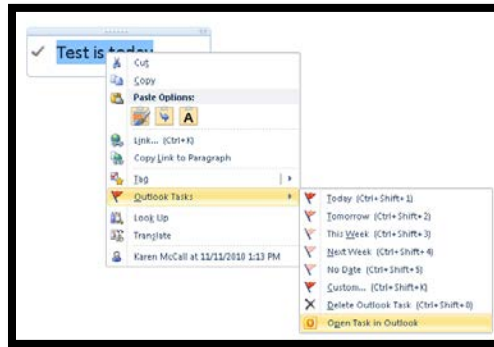 Test is today
Cut
Copy
Paste Options:
A
Link... (Ctrl+K)
Copy Link to Paragraph
Tag
Outlook Tasks
Look Up
Translate
Karen McCall at 11/11/2010 1:13 PM
Today (Ctrl+Shift+1)
Tomorrow (Ctrl+Shift+2)
This Week (Ctrl+Shift+3)
Next Week (Ctrl+Shift+4)
No Date (Ctrl+Shift+5)
Custom... (Ctrl+Shift+K)
Delete Outlook Task (Ctrl+Shift+0)
Open Task in Outlook